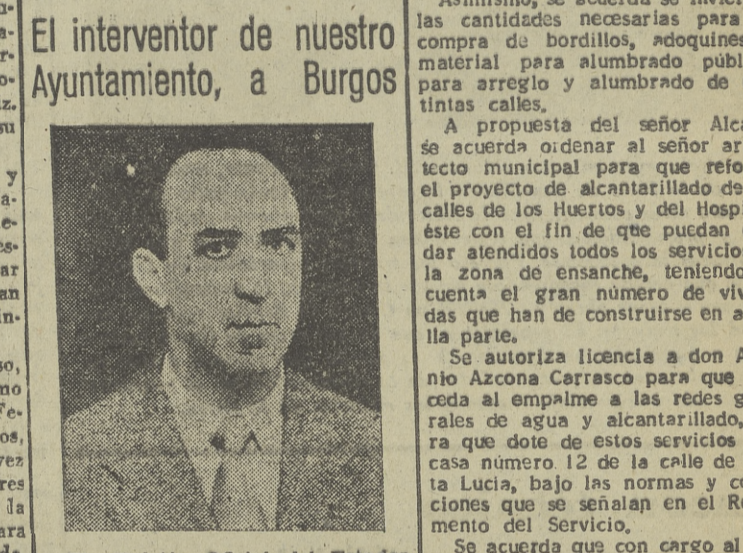 El interventor de nuestro
Ayuntamiento, a Burgos
las cantidades necesarias para
compra de bordillos, adoquines
material para alumbrado públ
para arreglo y alumbrado de
tintas calles.
A propuesta del señor Alca
se acuerda ordenar al señor ar
tecto municipal para que refo
el proyecto de alcantarillado de
calles de los Huertos y del Hosp
éste con el fin de que puedan
dar atendidos todos los servicio
la zona de ensanche, teniendo
cuenta el gran número de viv
das que han de construirse en a
lla parte.
Se autoriza licencia a don A
nio Azcona Carrasco para que
ceda al empalme a las redes g
rales de agua y alcantarillado,
ra que dote de estos servicios
casa número 12 de la calle de
ta Lucia, bajo las normas y co
ciones que se señalan en el Re
mento del Servicio.
Se acuerda que con cargo al